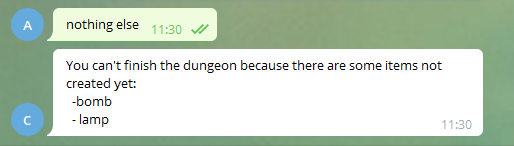 A
nothing else
11:30
You can't finish the dungeon because there are some items not
created yet:
-bomb
- lamp
C
11:30